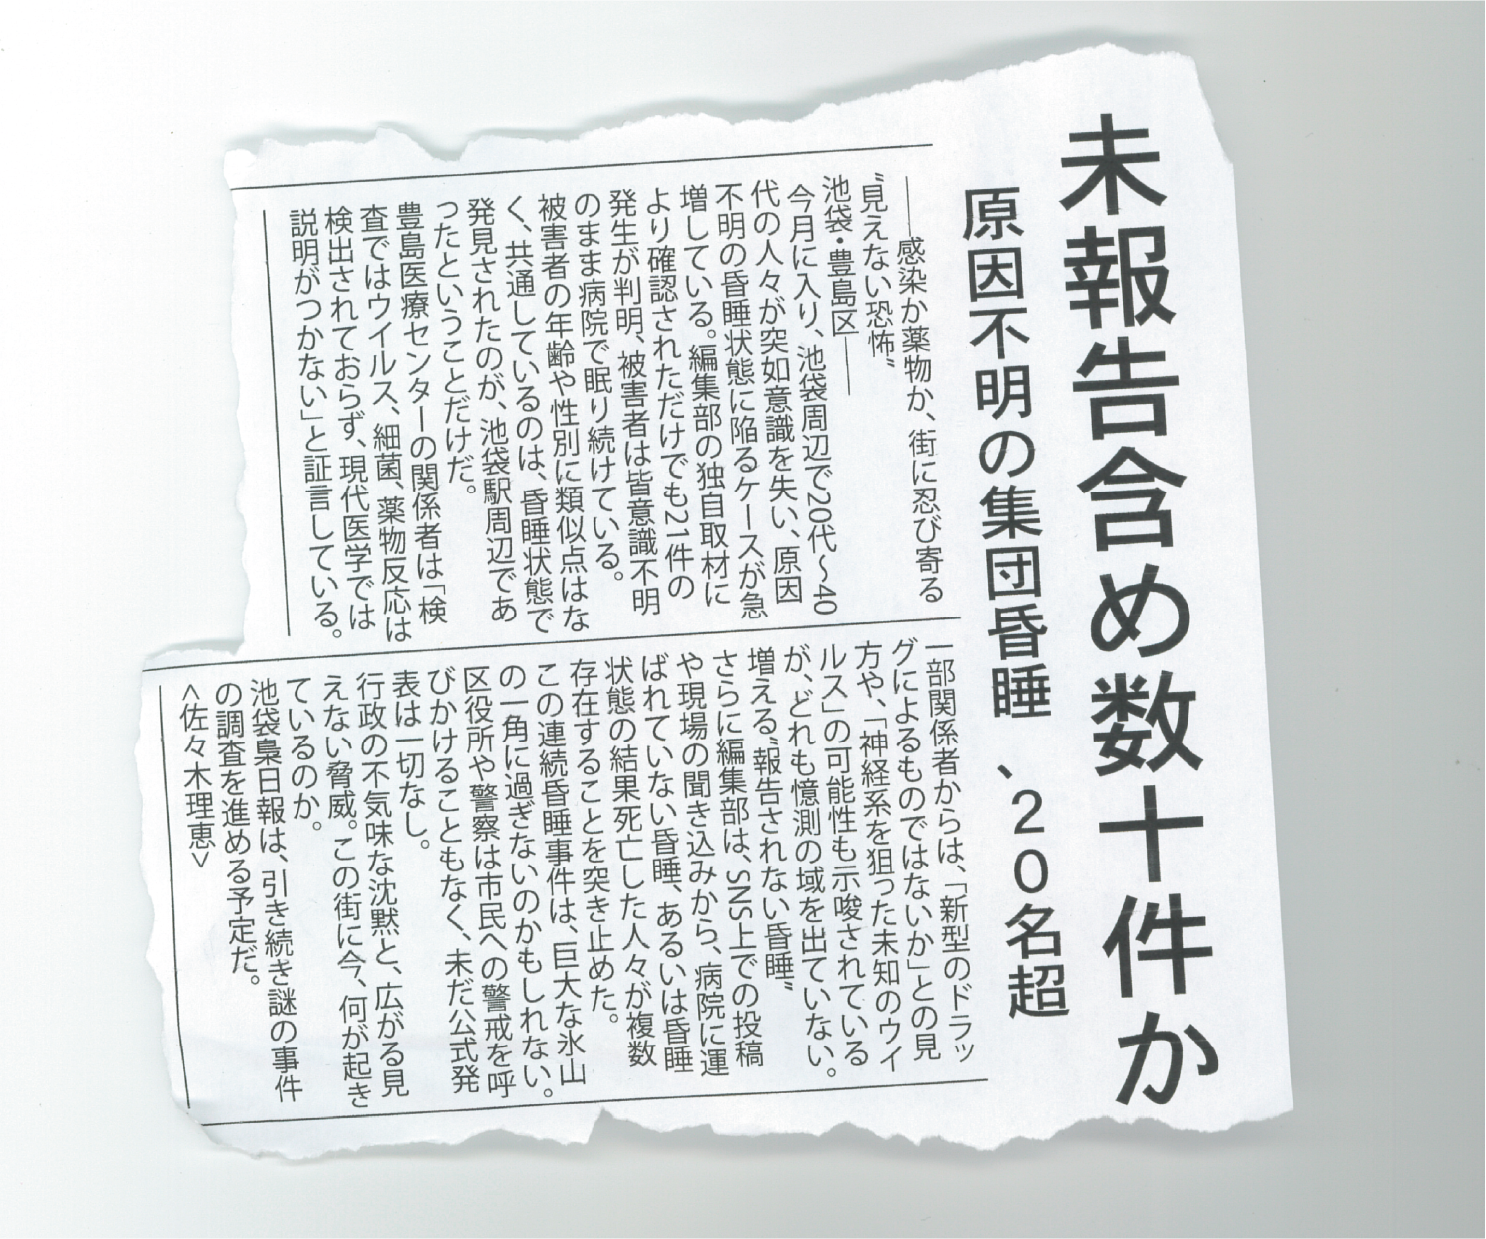 未報告含め数十件か
原因不明の集団昏睡、20名超
――感染か薬物か、街に忍び寄る
“見えない恐怖”
池袋・豊島区――
今月に入り、池袋周辺で20代～40
代の人々が突如意識を失い、原因
不明の昏睡状態に陥るケースが急
増している。編集部の独自取材に
より確認されただけでも21件の
発生が判明、被害者は皆意識不明
のまま病院で眠り続けている。
被害者の年齢や性別に類似点はな
く、共通しているのは、昏睡状態で
発見されたのが、池袋駅周辺であ
ったということだけだ。
豊島医療センターの関係者は「検
査ではウイルス、細菌、薬物反応は
検出されておらず、現代医学では
説明がつかない」と証言している。
一部関係者からは、「新型のドラッ
グによるものではないか」との見
方や、「神経系を狙った未知のウイ
ルス」の可能性も示唆されている
が、どれも憶測の域を出ていない。
増える“報告されない昏睡”
さらに編集部は、SNS上での投稿
や現場の聞き込みから、病院に運
ばれていない昏睡、あるいは昏睡
状態の結果死亡した人々が複数
存在することを突き止めた。
この連続昏睡事件は、巨大な氷山
の一角に過ぎないのかもしれない。
区役所や警察は市民への警戒を呼
びかけることもなく、未だ公式発
表は一切なし。
行政の不気味な沈黙と、広がる見
えない脅威。この街に今、何が起き
ているのか。
池袋梟日報は、引き続き謎の事件
の調査を進める予定だ。
<佐々木理恵>